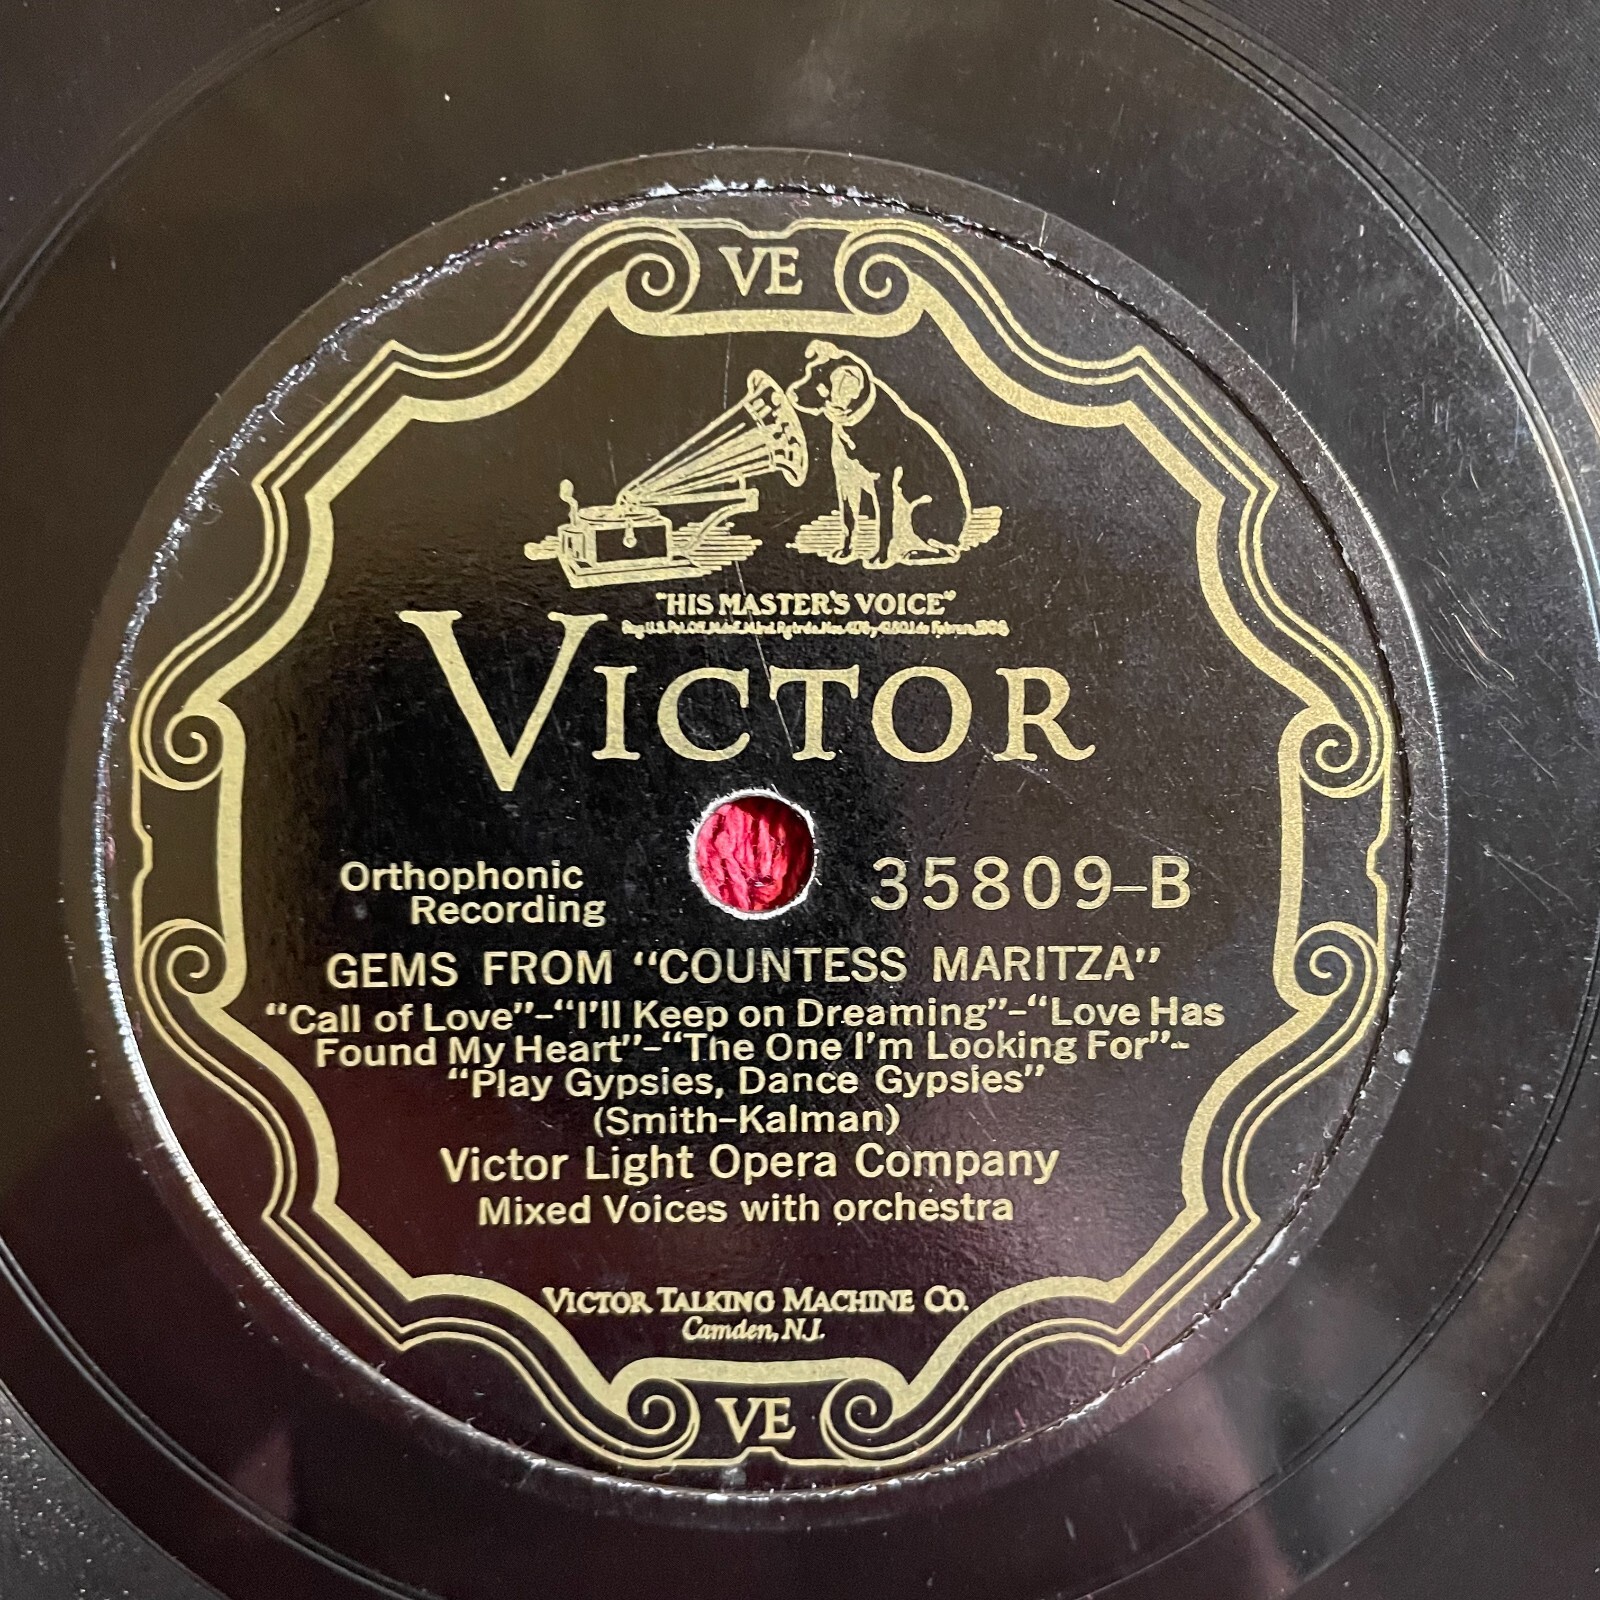 VE
"HIS MASTER'S VOICE"
VICTOR
Orthophonic
Recording
35809-B
GEMS FROM "COUNTESS MARITZA"
"Call of Love"-"I'll Keep on Dreaming"-"Love Has
Found My Heart"-"The One I'm Looking For"-
"Play Gypsies, Dance Gypsies"
(Smith-Kalman)
Victor Light Opera Company
Mixed Voices with orchestra
VICTOR TALKING MACHINE CO.
Camden, N.J.
VE